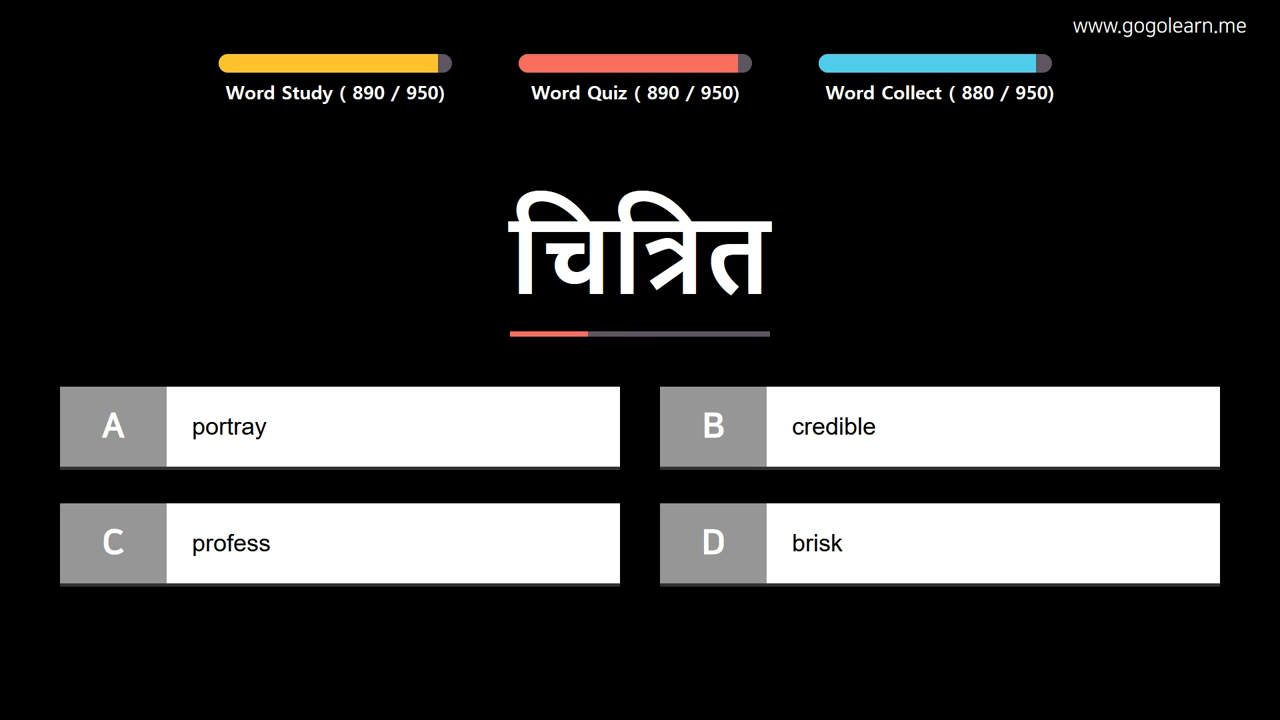 www.gogolearn.me
Word Study ( 890 / 950)
Word Quiz ( 890 / 950)
Word Collect ( 880 / 950)
चित्रित
A portray
B credible
C profess
D brisk